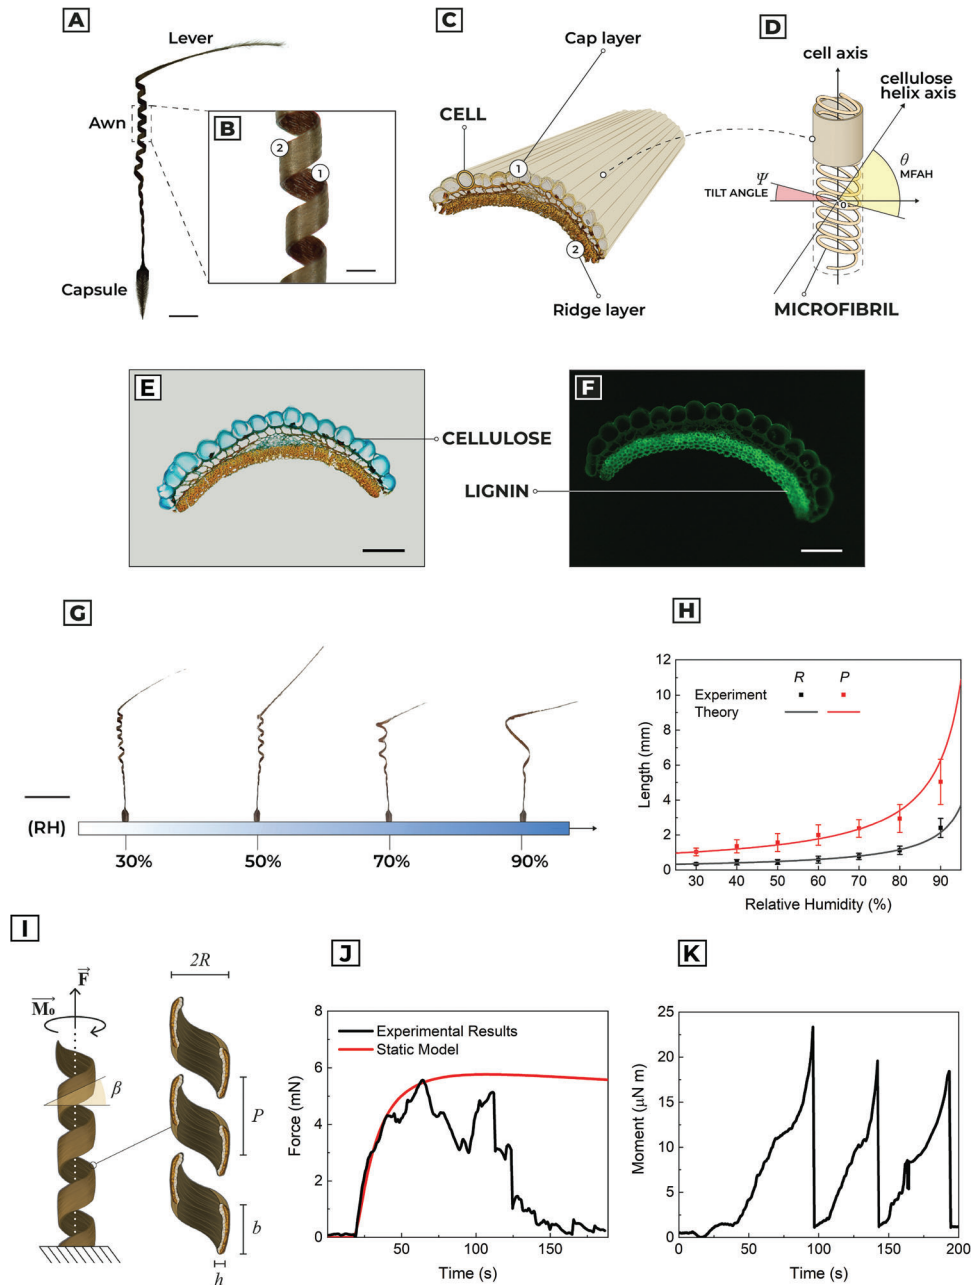 A
Lever
Awn
Capsule
B
2
1
C
Cap layer
CELL
1
2
Ridge layer
D
cell axis
cellulose
helix axis
θ
MFAH
Ψ
TILT ANGLE
0
MICROFIBRIL
E
CELLULOSE
F
LIGNIN
G
(RH)
30%
50%
70%
90%
H
12
10
8
6
4
2
0
Length (mm)
R P
Experiment
Theory
30 40 50 60 70 80 90
Relative Humidity (%)
I
F
M₀
β
2R
P
b
h
J
8
6
4
2
0
Force (mN)
Experimental Results
Static Model
50 100 150
Time (s)
K
25
20
15
10
5
0
Moment (μN m)
0 50 100 150 200
Time (s)